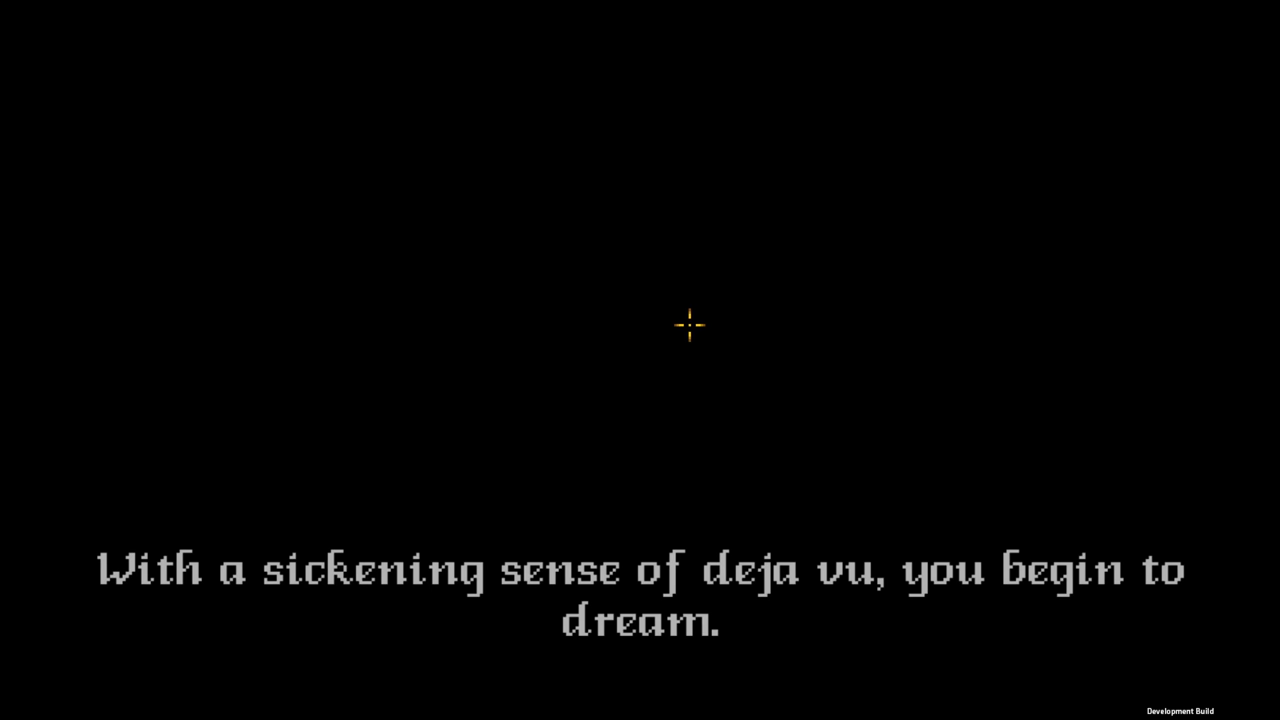 With a sickening sense of deja vu, you begin to
dream.
Development Build